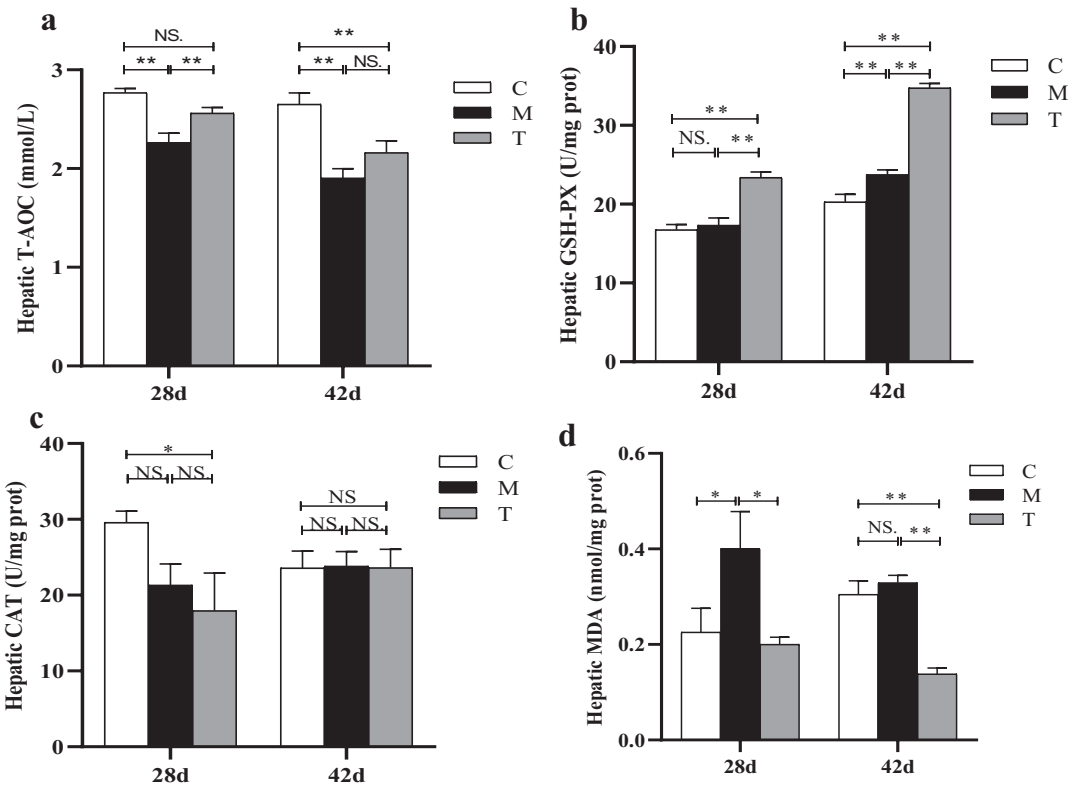 a
NS.
** **
**
** NS.
3
2
1
0
Hepatic T-AOC (mmol/L)
28d 42d
C
M
T
b
**
NS. **
**
** **
40
30
20
10
0
Hepatic GSH-PX (U/mg prot)
28d 42d
C
M
T
c
*
NS. NS.
NS
NS. NS.
40
30
20
10
0
Hepatic CAT (U/mg prot)
28d 42d
C
M
T
d
* *
**
NS. **
0.6
0.4
0.2
0.0
Hepatic MDA (nmol/mg prot)
28d 42d
C
M
T